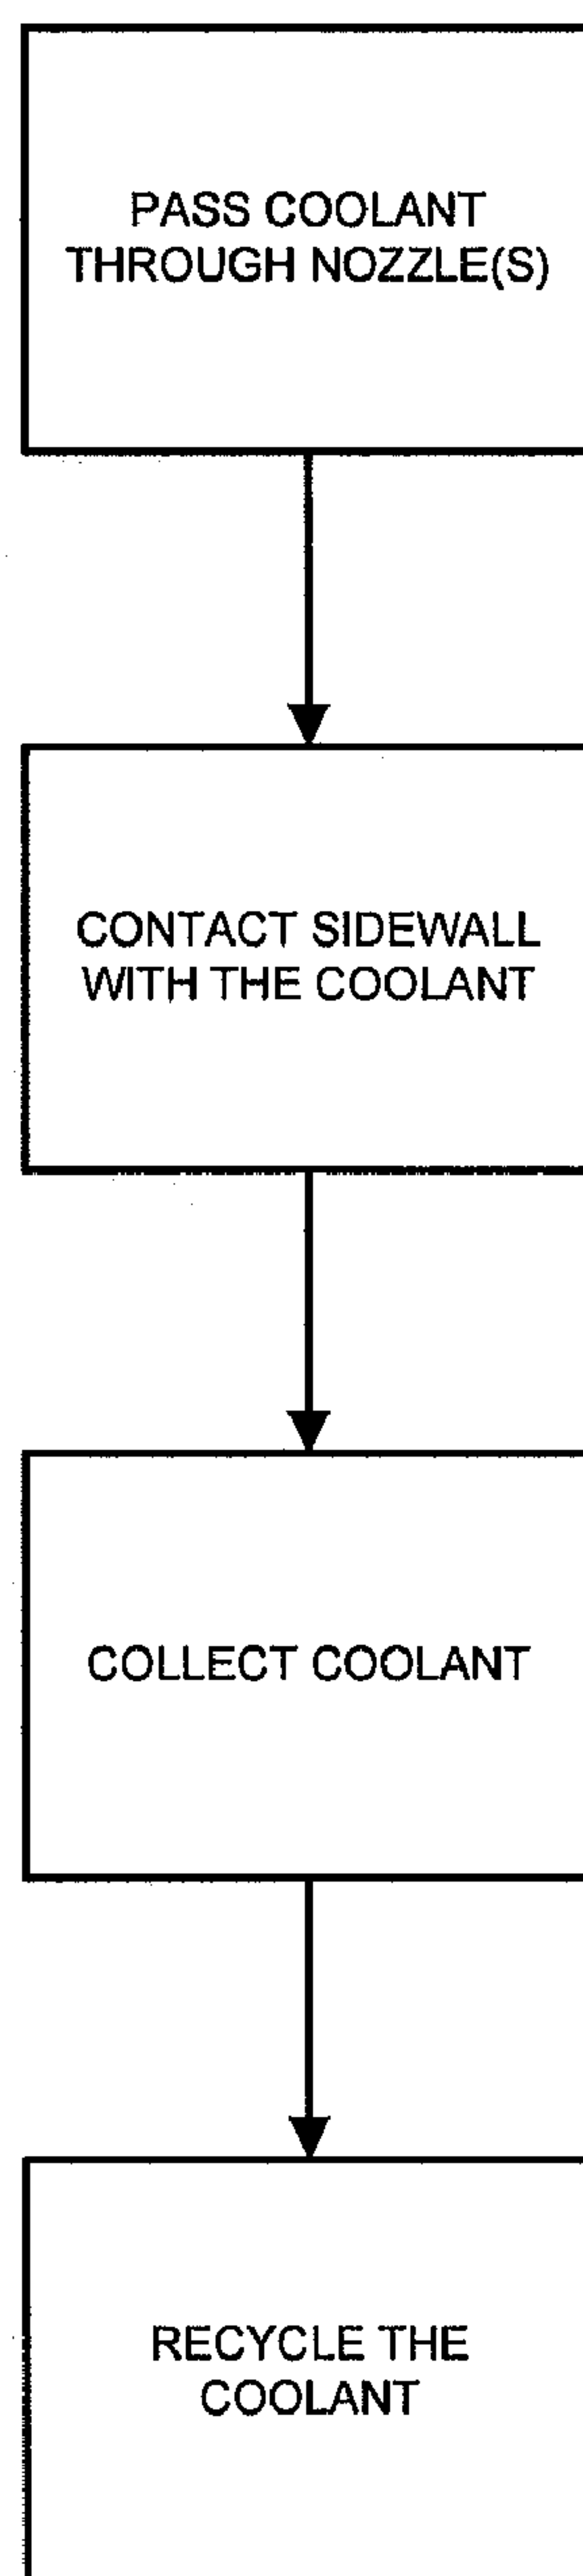 PASS COOLANT
THROUGH NOZZLE(S)
CONTACT SIDEWALL
WITH THE COOLANT
COLLECT COOLANT
RECYCLE THE
COOLANT